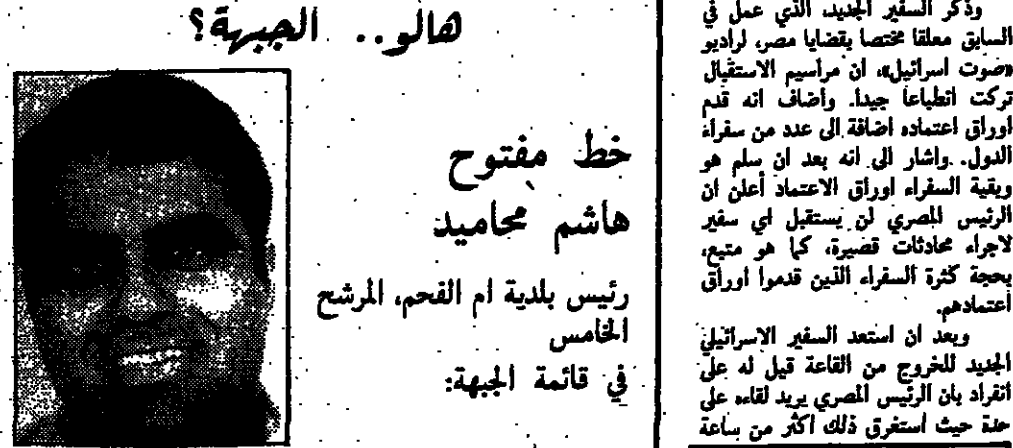 هالو.. الجبهة؟
خط مفتوح
هاشم محاميد
رئيس بلدية ام الفحم، المرشح
الخامس
في قائمة الجبهة:
وذكر السفير الجديد، الذي عمل في
السابق معلقا مختصا بقضايا مصر، لراديو
«صوت اسرائيل»، ان مراسيم الاستقبال
تركت انطباعا جيدا. واضاف انه قدم
اوراق اعتماده اضافة الى عدد من سفراء
الدول. واشار الى انه بعد ان سلم هو
وبقية السفراء اوراق الاعتماد أعلن ان
الرئيس المصري لن يستقبل اي سفير
لاجراء محادثات قصيرة، كما هو متبع،
بحجة كثرة السفراء الذين قدموا اوراق
اعتمادهم.
وبعد ان استعد السفير الاسرائيلي
الجديد للخروج من القاعة قيل له على
انفراد بان الرئيس المصري يريد لقاءه على
حدة حيث استغرق ذلك اكثر من ساعة